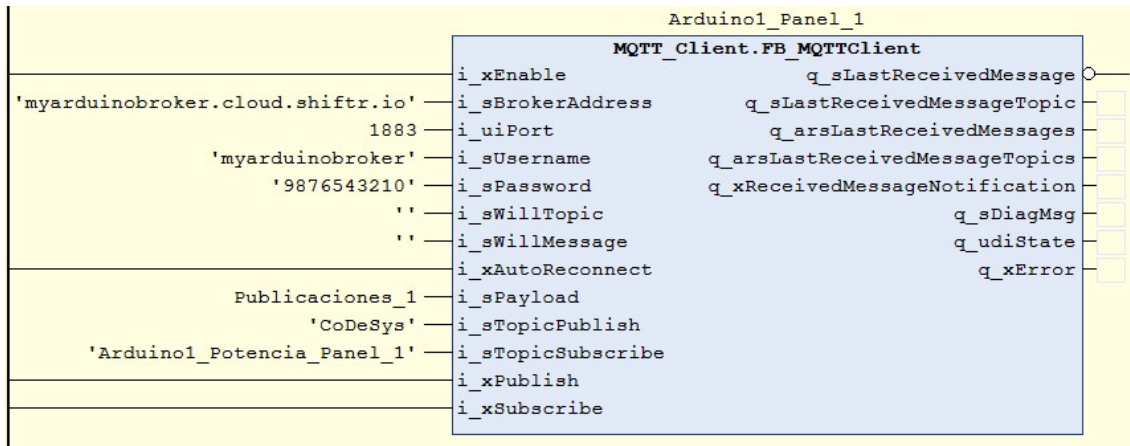 Arduino1_Panel_1
MQTT_Client.FB_MQTTClient
i_xEnable q_sLastReceivedMessage
'myarduinobroker.cloud.shiftr.io' i_sBrokerAddress q_sLastReceivedMessageTopic
1883 i_uiPort q_arsLastReceivedMessages
'myarduinobroker' i_sUsername q_arsLastReceivedMessageTopics
'9876543210' i_sPassword q_xReceivedMessageNotification
'' i_sWillTopic q_sDiagMsg
'' i_sWillMessage q_udiState
i_xAutoReconnect q_xError
Publicaciones_1 i_sPayload
'CoDeSys' i_sTopicPublish
'Arduino1_Potencia_Panel_1' i_sTopicSubscribe
i_xPublish
i_xSubscribe